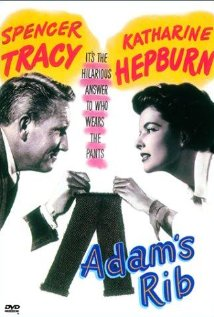 SPENCER
TRACY
KATHARINE
HEPBURN
IT'S THE
HILARIOUS
ANSWER
TO WHO
WEARS
THE
PANTS
Adam's
Rib
DVD